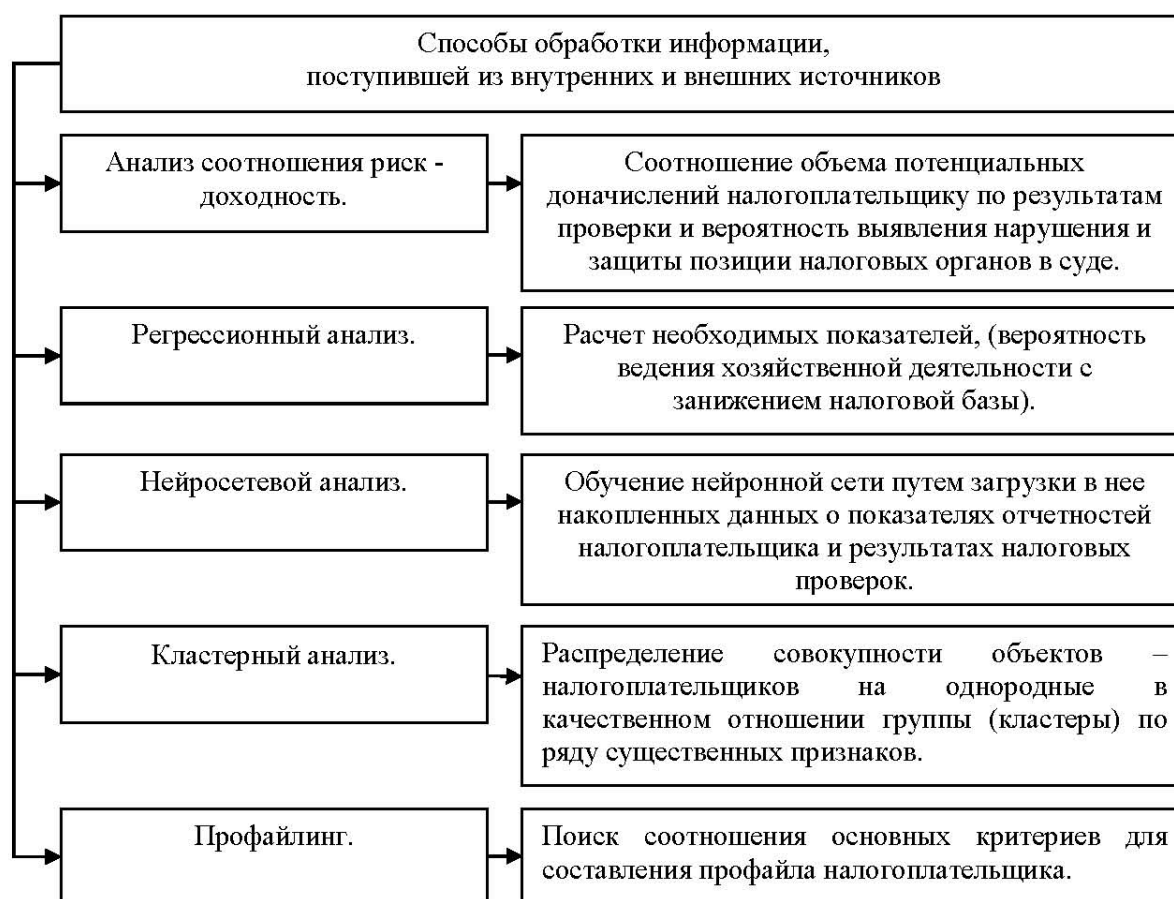 Способы обработки информации,
поступившей из внутренних и внешних источников
Анализ соотношения риск -
доходность.
Соотношение объема потенциальных
доначислений налогоплательщику по результатам
проверки и вероятность выявления нарушения и
защиты позиции налоговых органов в суде.
Регрессионный анализ.
Расчет необходимых показателей, (вероятность
ведения хозяйственной деятельности с
занижением налоговой базы).
Нейросетевой анализ.
Обучение нейронной сети путем загрузки в нее
накопленных данных о показателях отчетностей
налогоплательщика и результатах налоговых
проверок.
Кластерный анализ.
Распределение совокупности объектов –
налогоплательщиков на однородные в
качественном отношении группы (кластеры) по
ряду существенных признаков.
Профайлинг.
Поиск соотношения основных критериев для
составления профайла налогоплательщика.